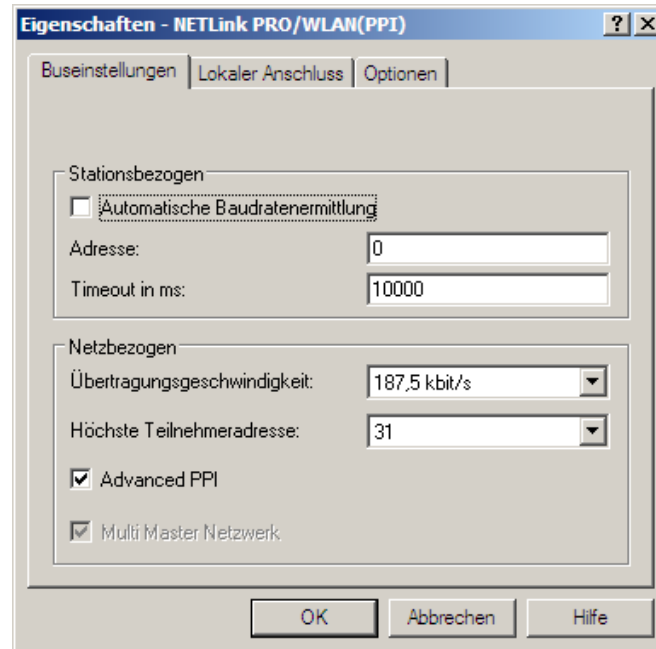 Eigenschaften - NETLink PRO/WLAN(PPI)
Buseinstellungen Lokaler Anschluss Optionen
Stationsbezogen
Automatische Baudratenermittlung
Adresse: 0
Timeout in ms: 10000
Netzbezogen
Übertragungsgeschwindigkeit: 187,5 kbit/s
Höchste Teilnehmeradresse: 31
Advanced PPI
Multi Master Netzwerk
OK Abbrechen Hilfe